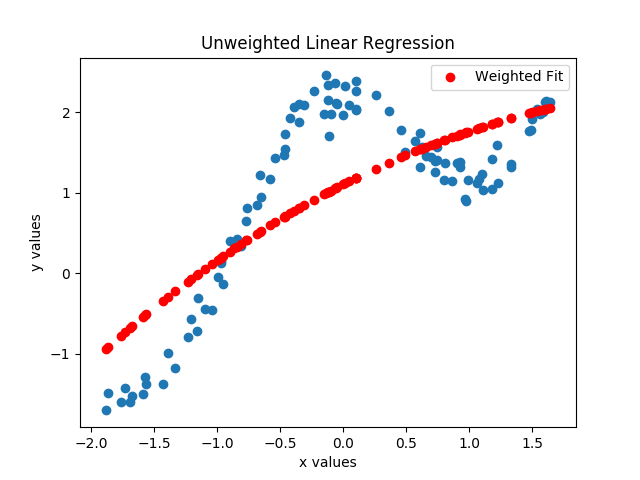 Unweighted Linear Regression
Weighted Fit
2
1
0
−1
y values
−2.0 −1.5 −1.0 −0.5 0.0 0.5 1.0 1.5
x values